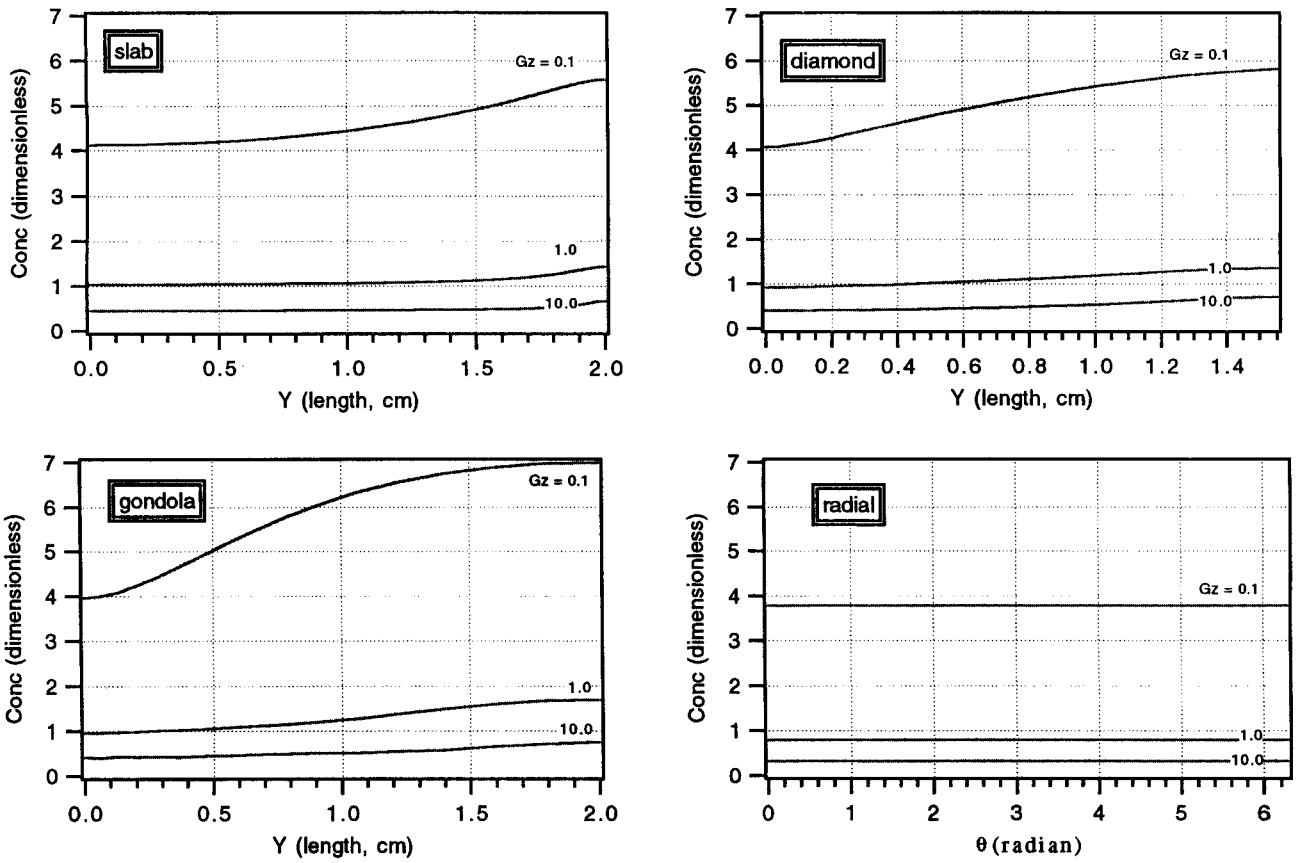 slab
Conc (dimensionless)
7
6
5
4
3
2
1
0
Gz = 0.1
1.0
10.0
0.0 0.5 1.0 1.5 2.0
Y (length, cm)
diamond
Conc (dimensionless)
7
6
5
4
3
2
1
0
Gz = 0.1
1.0
10.0
0.0 0.2 0.4 0.6 0.8 1.0 1.2 1.4
Y (length, cm)
gondola
Conc (dimensionless)
7
6
5
4
3
2
1
0
Gz = 0.1
1.0
10.0
0.0 0.5 1.0 1.5 2.0
Y (length, cm)
radial
Conc (dimensionless)
7
6
5
4
3
2
1
0
Gz = 0.1
1.0
10.0
0 1 2 3 4 5 6
θ (radian)